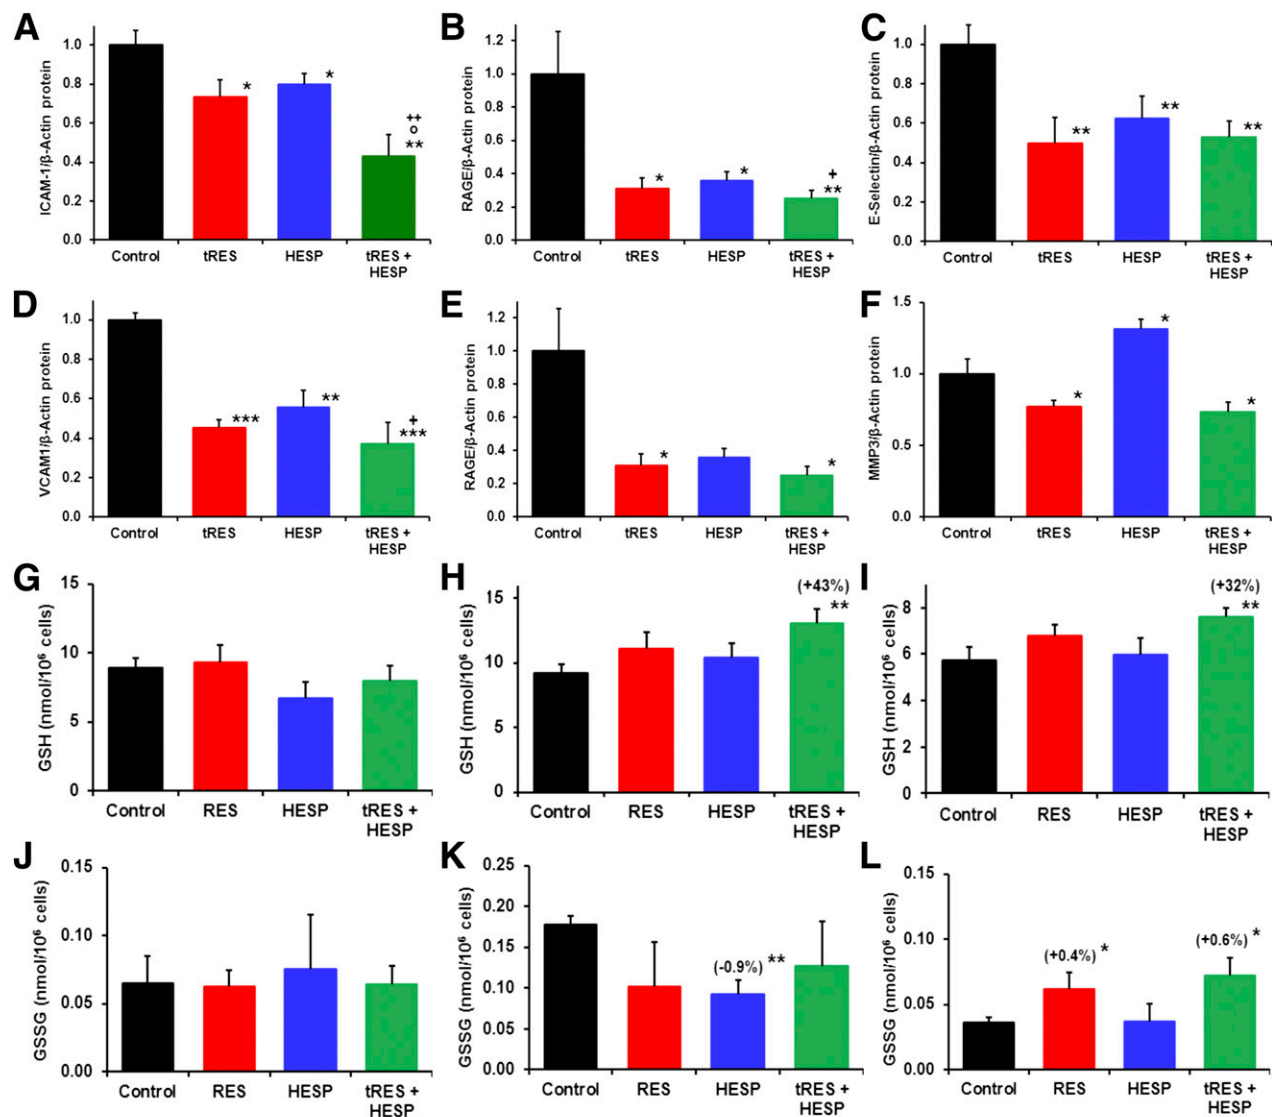 A
ICAM-1/β-Actin protein
1.0
0.8
0.6
0.4
0.2
0.0
*
*
++
o
**
Control
tRES
HESP
tRES +
HESP
B
RAGE/β-Actin protein
1.2
1.0
0.8
0.6
0.4
0.2
0.0
*
*
+
**
Control
tRES
HESP
tRES +
HESP
C
E-Selectin/β-Actin protein
1.0
0.8
0.6
0.4
0.2
0.0
**
**
**
Control
tRES
HESP
tRES +
HESP
D
VCAM1/β-Actin protein
1.0
0.8
0.6
0.4
0.2
0.0
***
**
+
***
Control
tRES
HESP
tRES +
HESP
E
RAGE/β-Actin protein
1.2
1.0
0.8
0.6
0.4
0.2
0.0
*
*
Control
tRES
HESP
tRES +
HESP
F
MMP3/β-Actin protein
1.5
1.0
0.5
0.0
*
*
*
Control
tRES
HESP
tRES +
HESP
G
GSH (nmol/10⁶ cells)
15
10
5
0
Control
RES
HESP
tRES +
HESP
H
GSH (nmol/10⁶ cells)
15
10
5
0
(+43%)
**
Control
RES
HESP
tRES +
HESP
I
GSH (nmol/10⁶ cells)
8
6
4
2
0
(+32%)
**
Control
RES
HESP
tRES +
HESP
J
GSSG (nmol/10⁶ cells)
0.15
0.10
0.05
0.00
Control
RES
HESP
tRES +
HESP
K
GSSG (nmol/10⁶ cells)
0.25
0.20
0.15
0.10
0.05
0.00
(-0.9%) **
Control
RES
HESP
tRES +
HESP
L
GSSG (nmol/10⁶ cells)
0.15
0.10
0.05
0.00
(+0.4%) *
(+0.6%) *
Control
RES
HESP
tRES +
HESP